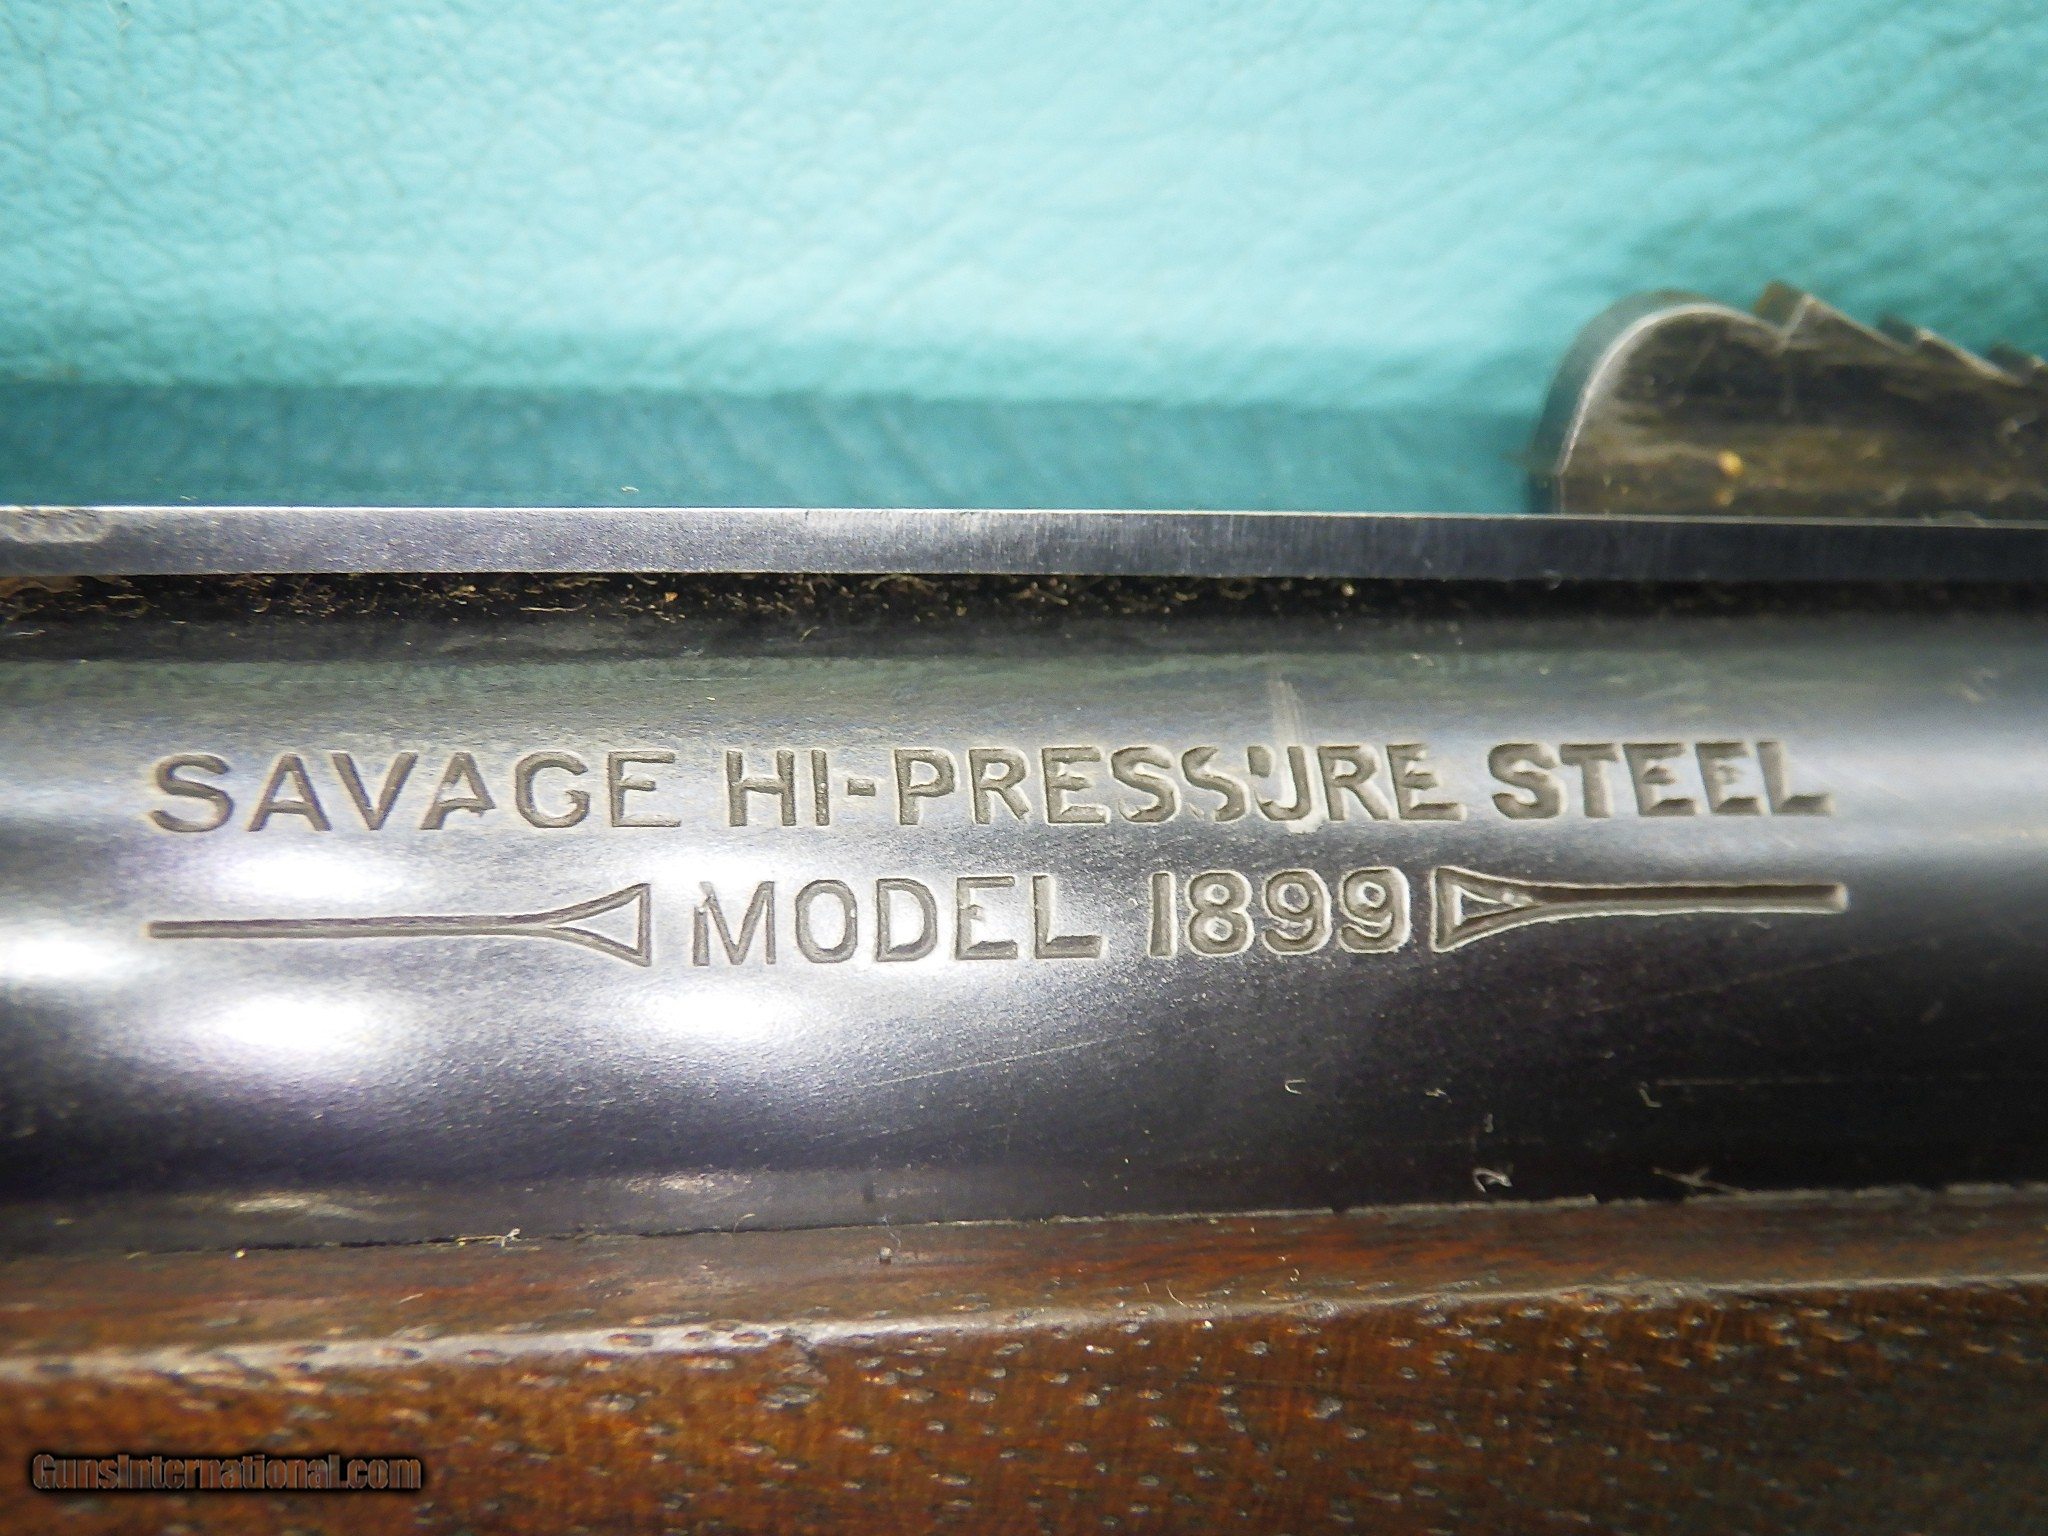 SAVAGE HI-PRESSURE STEEL
MODEL 1899
GunsInternational.com